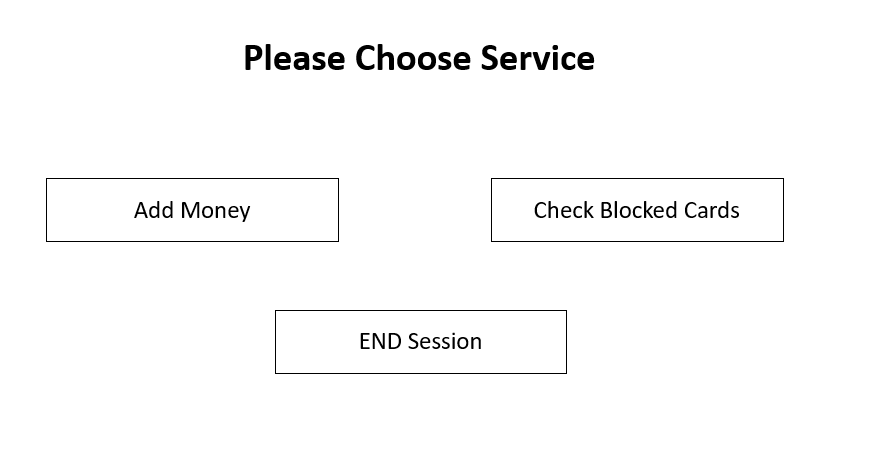 Please Choose Service
Add Money
Check Blocked Cards
END Session